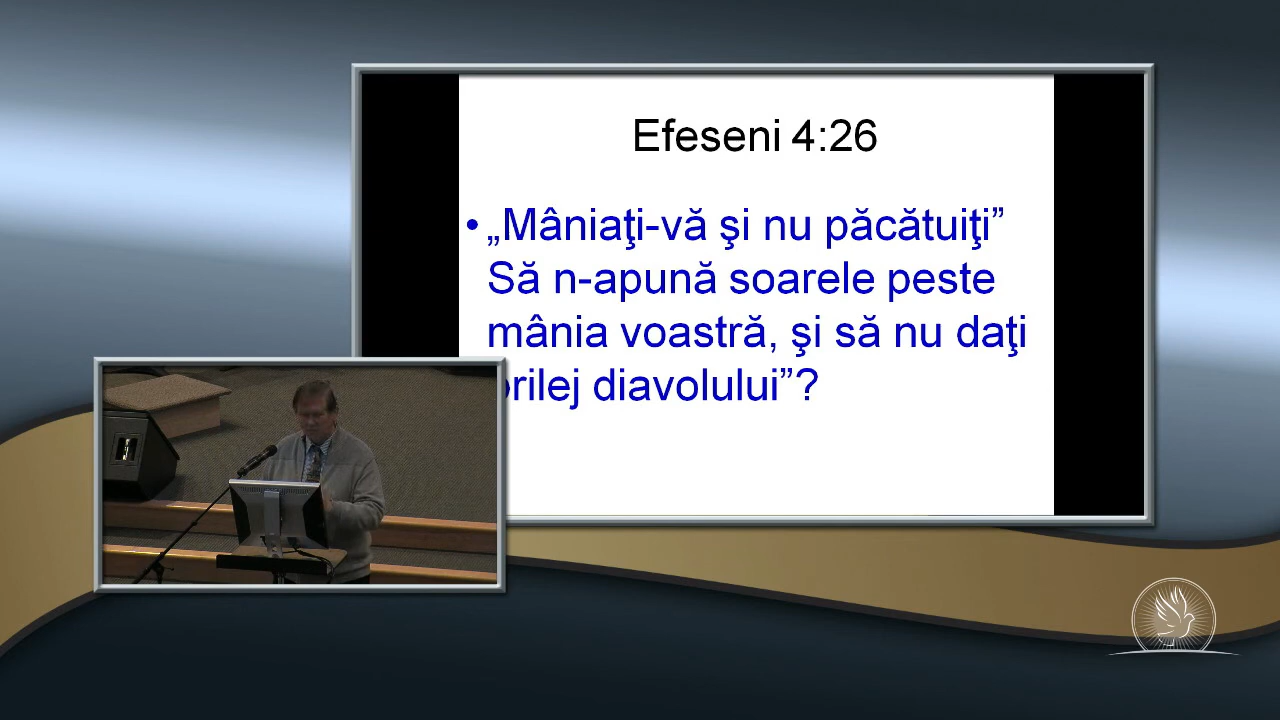 Efeseni 4:26
• „Mâniaţi-vă şi nu păcătuiţi”
Să n-apună soarele peste
mânia voastră, şi să nu daţi
prilej diavolului”?